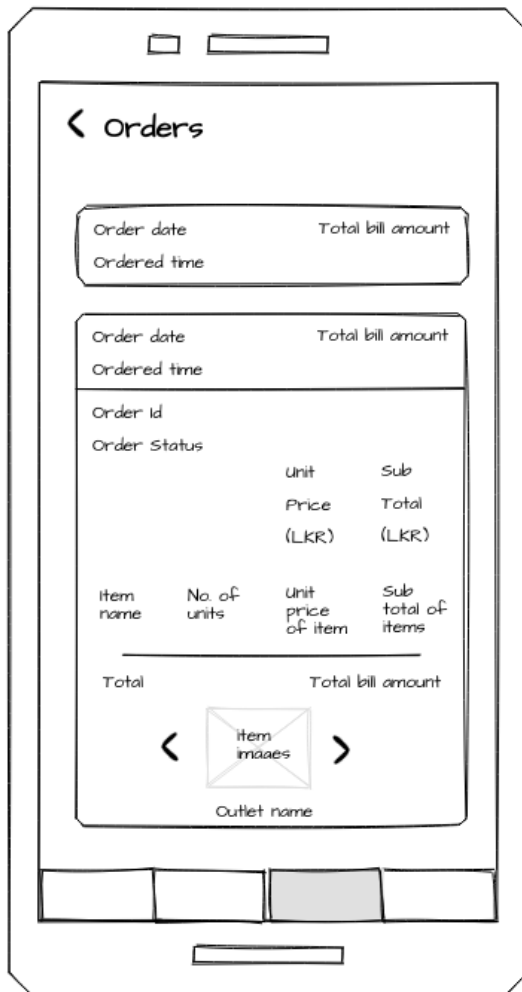 Orders
Order date Total bill amount
Ordered time
Order date Total bill amount
Ordered time
Order Id
Order Status
Unit Sub
Price Total
(LKR) (LKR)
Item No. of Unit Sub
name units price total of
of item items
Total Total bill amount
Item
imaaes
Outlet name